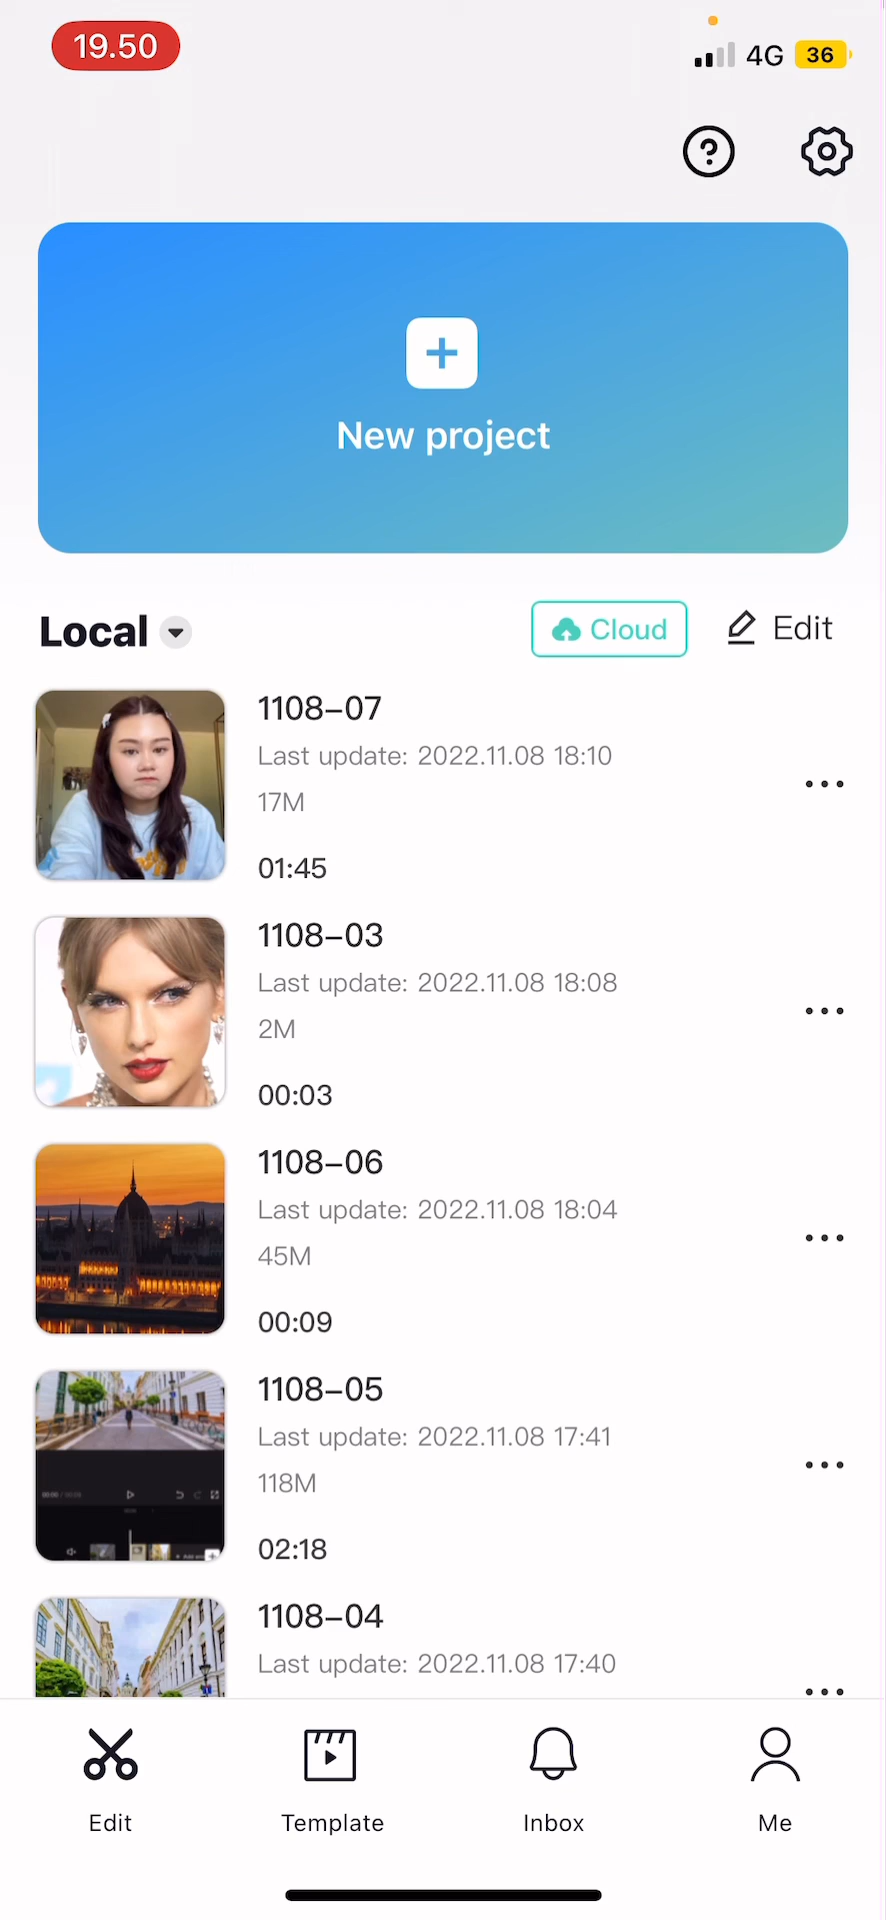 19.50
4G 36
New project
Local
Cloud
Edit
1108–07
Last update: 2022.11.08 18:10
17M
01:45
1108–03
Last update: 2022.11.08 18:08
2M
00:03
1108–06
Last update: 2022.11.08 18:04
45M
00:09
1108–05
Last update: 2022.11.08 17:41
118M
02:18
1108–04
Last update: 2022.11.08 17:40
Edit
Template
Inbox
Me